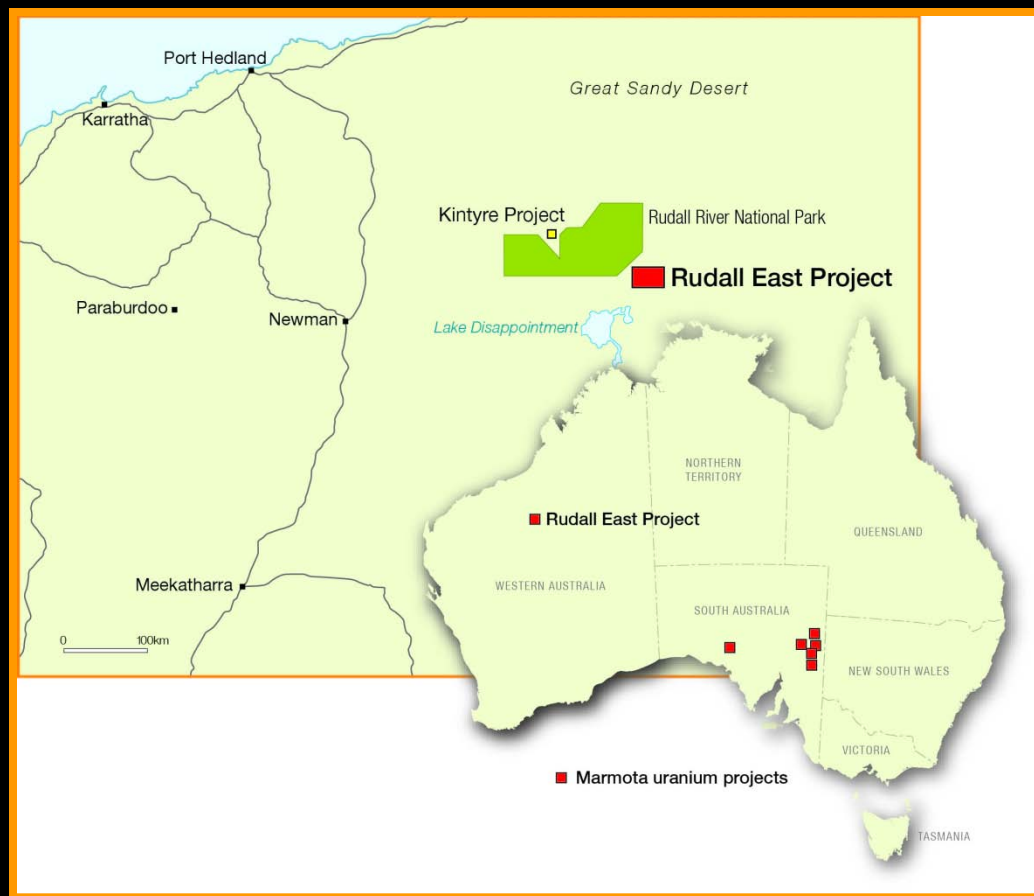 Port Hedland
Great Sandy Desert
Karratha
Kintyre Project
Rudall River National Park
Rudall East Project
Paraburdoo
Newman
Lake Disappointment
NORTHERN
TERRITORY
Rudall East Project
QUEENSLAND
Meekatharra
WESTERN AUSTRALIA
SOUTH AUSTRALIA
0 100km
NEW SOUTH WALES
VICTORIA
Marmota uranium projects
TASMANIA